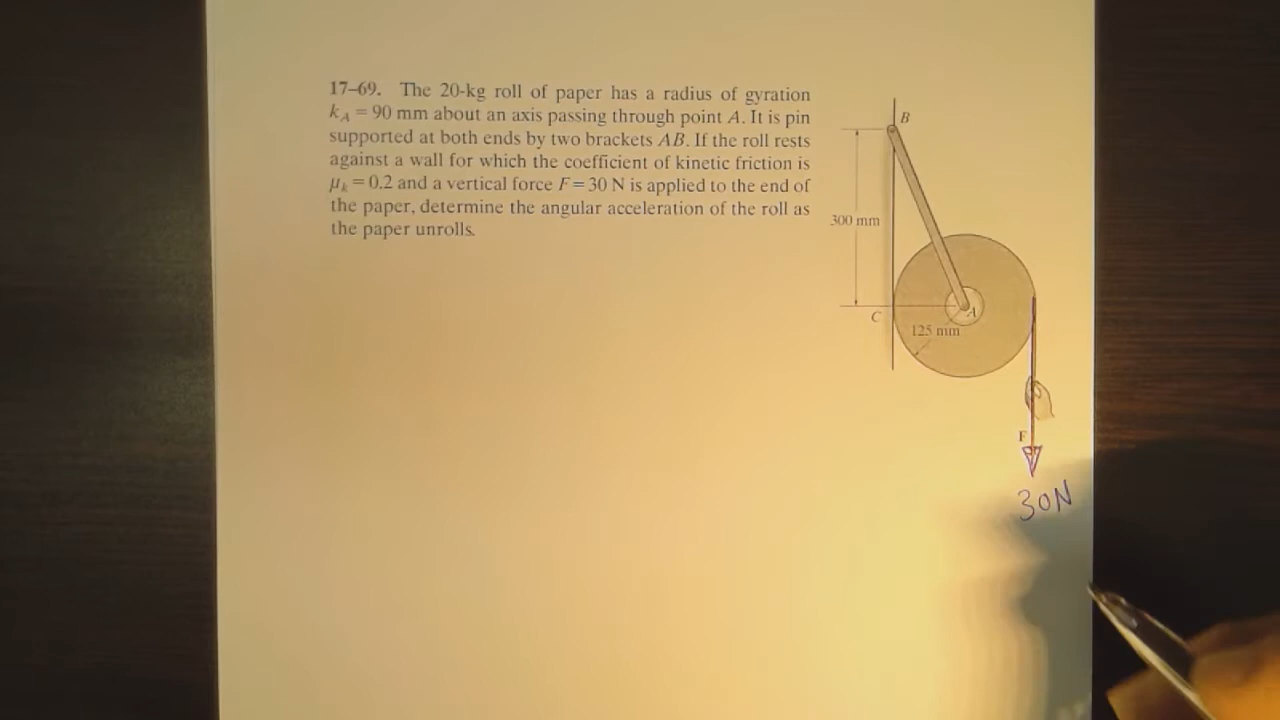 17–69. The 20-kg roll of paper has a radius of gyration
k_A = 90 mm about an axis passing through point A. It is pin
supported at both ends by two brackets AB. If the roll rests
against a wall for which the coefficient of kinetic friction is
μ_k = 0.2 and a vertical force F = 30 N is applied to the end of
the paper, determine the angular acceleration of the roll as
the paper unrolls.
B
300 mm
C
A
125 mm
F
30N